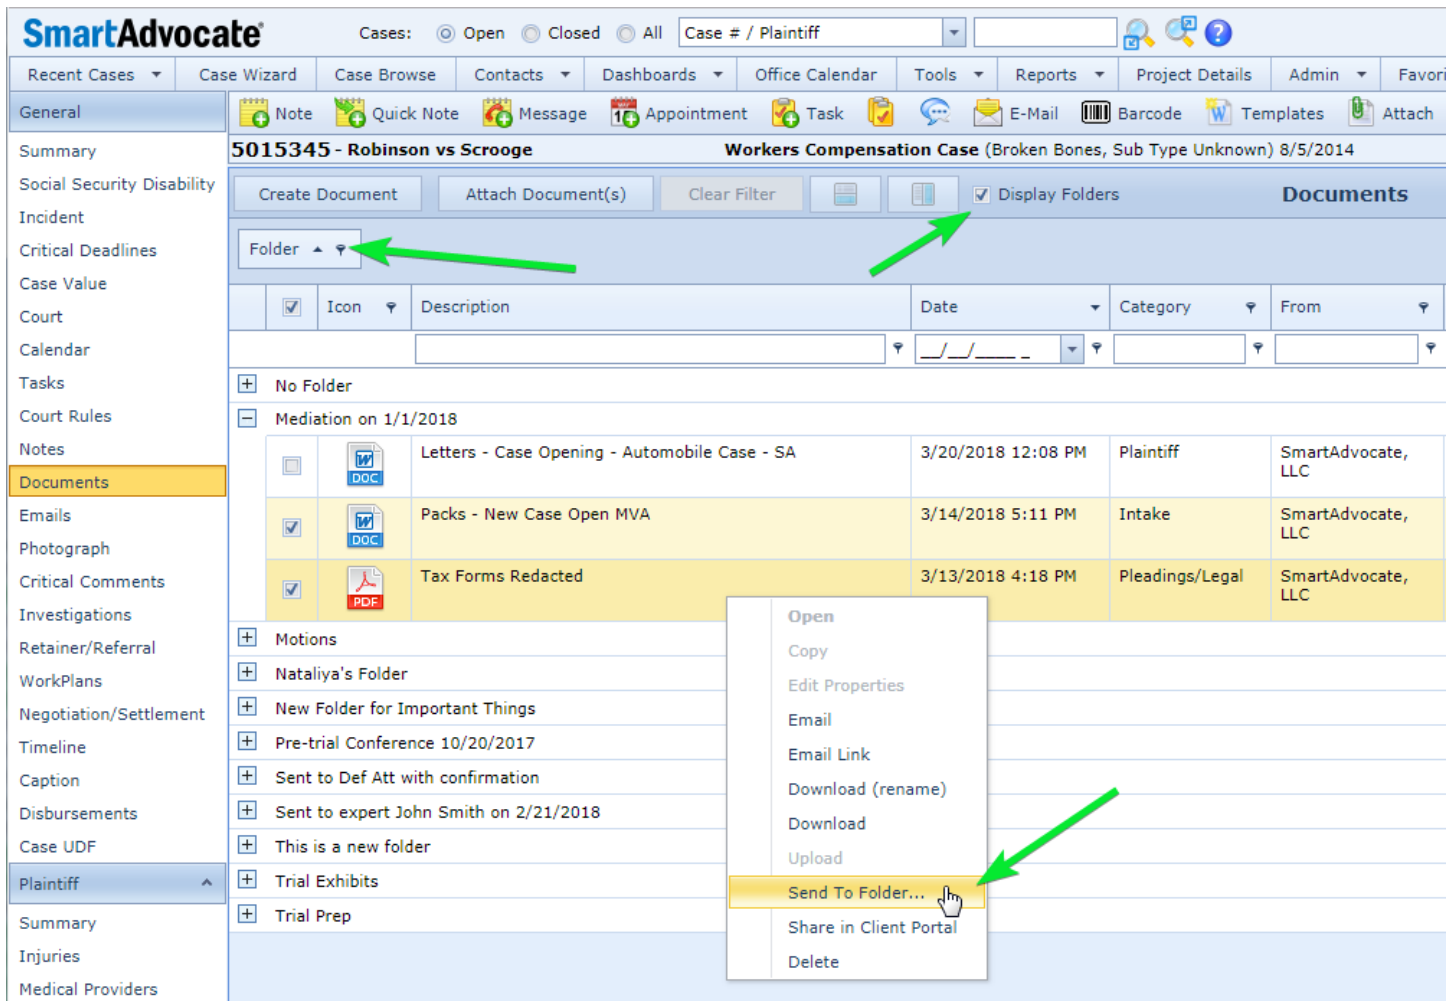 SmartAdvocate
Cases: Open Closed All Case # / Plaintiff
Recent Cases Case Wizard Case Browse Contacts Dashboards Office Calendar Tools Reports Project Details Admin Favori
General
Note Quick Note Message Appointment Task E-Mail Barcode Templates Attach
5015345 - Robinson vs Scrooge Workers Compensation Case (Broken Bones, Sub Type Unknown) 8/5/2014
Create Document Attach Document(s) Clear Filter Display Folders Documents
Folder
Icon Description Date Category From
__/__/____ _
Summary
Social Security Disability
Incident
Critical Deadlines
Case Value
Court
Calendar
Tasks
Court Rules
Notes
Documents
Emails
Photograph
Critical Comments
Investigations
Retainer/Referral
WorkPlans
Negotiation/Settlement
Timeline
Caption
Disbursements
Case UDF
Plaintiff
Summary
Injuries
Medical Providers
No Folder
Mediation on 1/1/2018
W DOC Letters - Case Opening - Automobile Case - SA 3/20/2018 12:08 PM Plaintiff SmartAdvocate,
LLC
W DOC Packs - New Case Open MVA 3/14/2018 5:11 PM Intake SmartAdvocate,
LLC
PDF Tax Forms Redacted 3/13/2018 4:18 PM Pleadings/Legal SmartAdvocate,
LLC
Motions
Nataliya's Folder
New Folder for Important Things
Pre-trial Conference 10/20/2017
Sent to Def Att with confirmation
Sent to expert John Smith on 2/21/2018
This is a new folder
Trial Exhibits
Trial Prep
Open
Copy
Edit Properties
Email
Email Link
Download (rename)
Download
Upload
Send To Folder...
Share in Client Portal
Delete